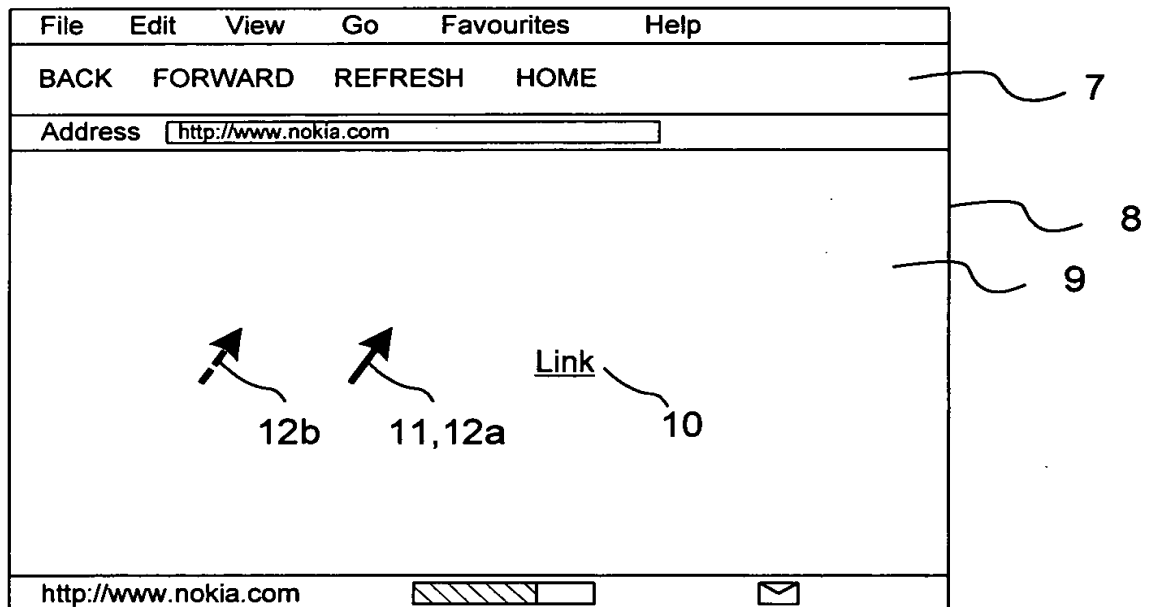 File Edit View Go Favourites Help
BACK FORWARD REFRESH HOME
7
Address http://www.nokia.com
8
9
Link
12b 11,12a 10
http://www.nokia.com